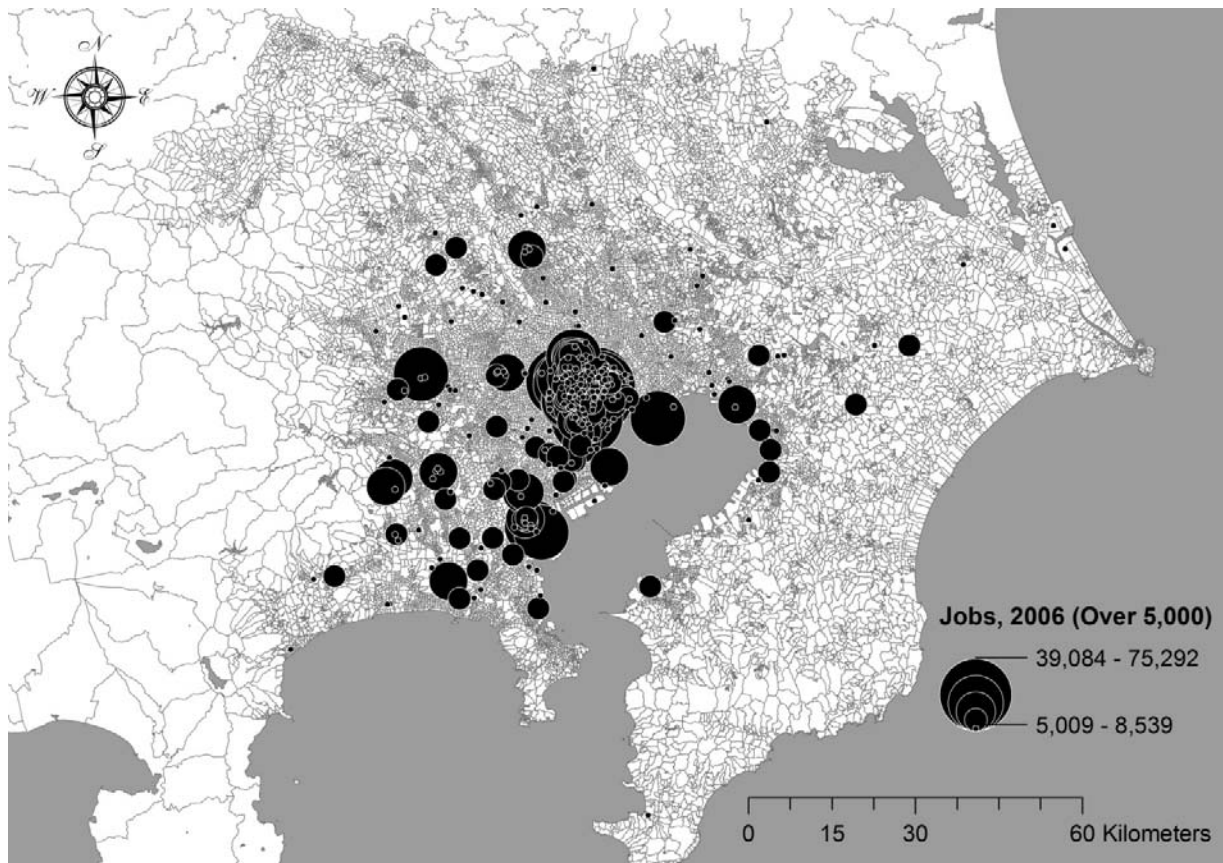 N
W E
S
Jobs, 2006 (Over 5,000)
39,084 - 75,292
5,009 - 8,539
0 15 30 60 Kilometers